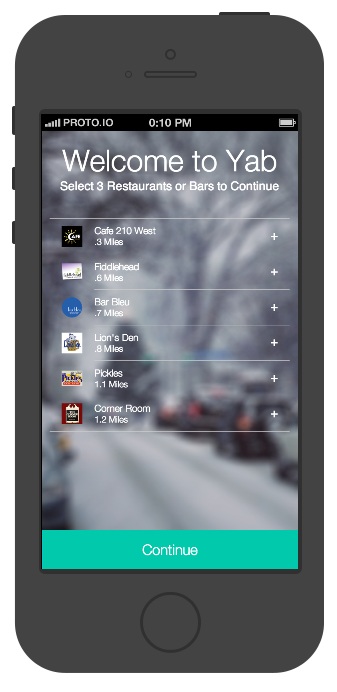 PROTO.IO 0:10 PM
Welcome to Yab
Select 3 Restaurants or Bars to Continue
CAFE
Cafe 210 West
.3 Miles
+
Fiddlehead
.6 Miles
+
Bar Bleu
.7 Miles
+
Lion's Den
.8 Miles
+
PICKLES
Pickles
1.1 Miles
+
Corner Room
1.2 Miles
+
Continue